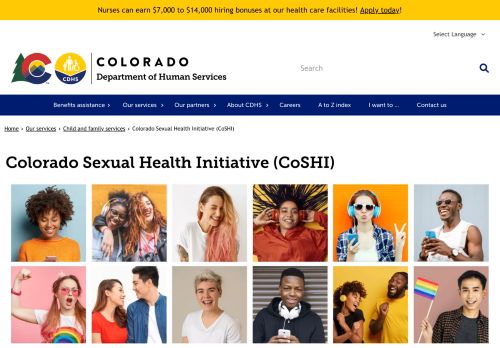 Nurses can earn $7,000 to $14,000 hiring bonuses at our health care facilities! Apply today!
Select Language
COLORADO
Department of Human Services
CDHS
Search
Benefits assistance › Our services › Our partners › About CDHS › Careers A to Z index I want to ... Contact us
Home › Our services › Child and family services › Colorado Sexual Health Initiative (CoSHI)
Colorado Sexual Health Initiative (CoSHI)